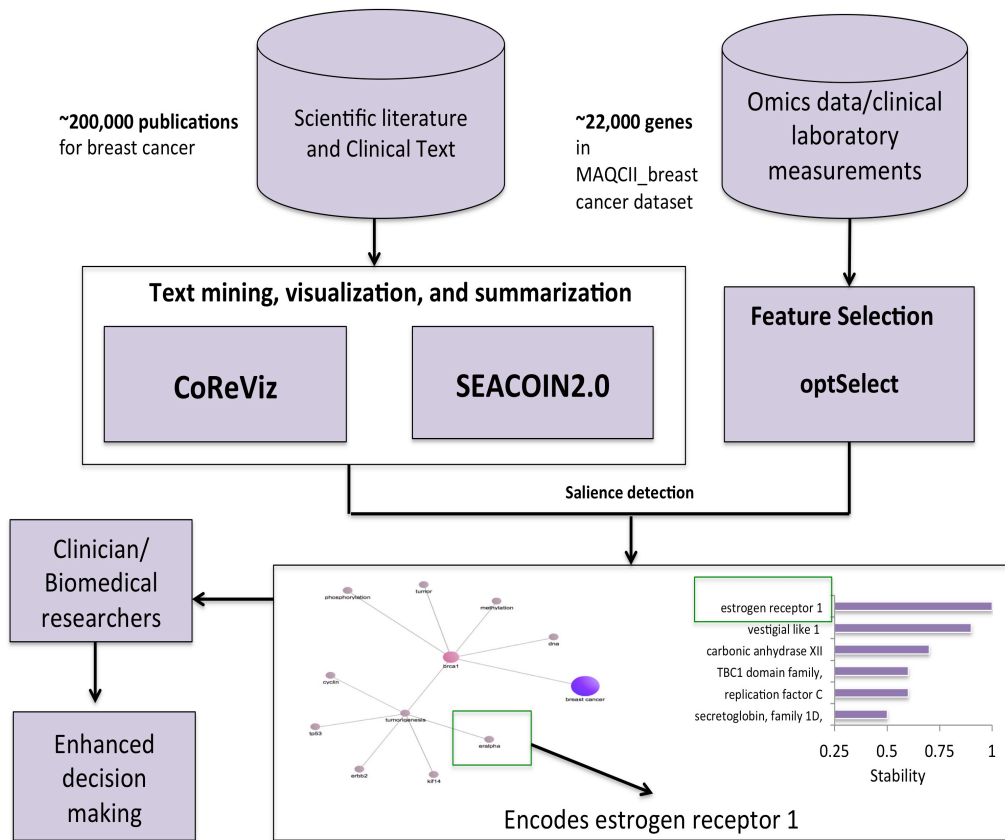 ~200,000 publications
for breast cancer
Scientific literature
and Clinical Text
~22,000 genes
in
MAQCII_breast
cancer dataset
Omics data/clinical
laboratory
measurements
Text mining, visualization, and summarization
CoReViz
SEACOIN2.0
Feature Selection
optSelect
Salience detection
Clinician/
Biomedical
researchers
Enhanced
decision
making
phosphorylation
tumor
methylation
dna
brca1
breast cancer
cyclin
tumorigenesis
tp53
eralpha
erbb2
klf14
estrogen receptor 1
vestigial like 1
carbonic anhydrase XII
TBC1 domain family,
replication factor C
secretoglobin, family 1D,
0.25 0.5 0.75 1
Stability
Encodes estrogen receptor 1